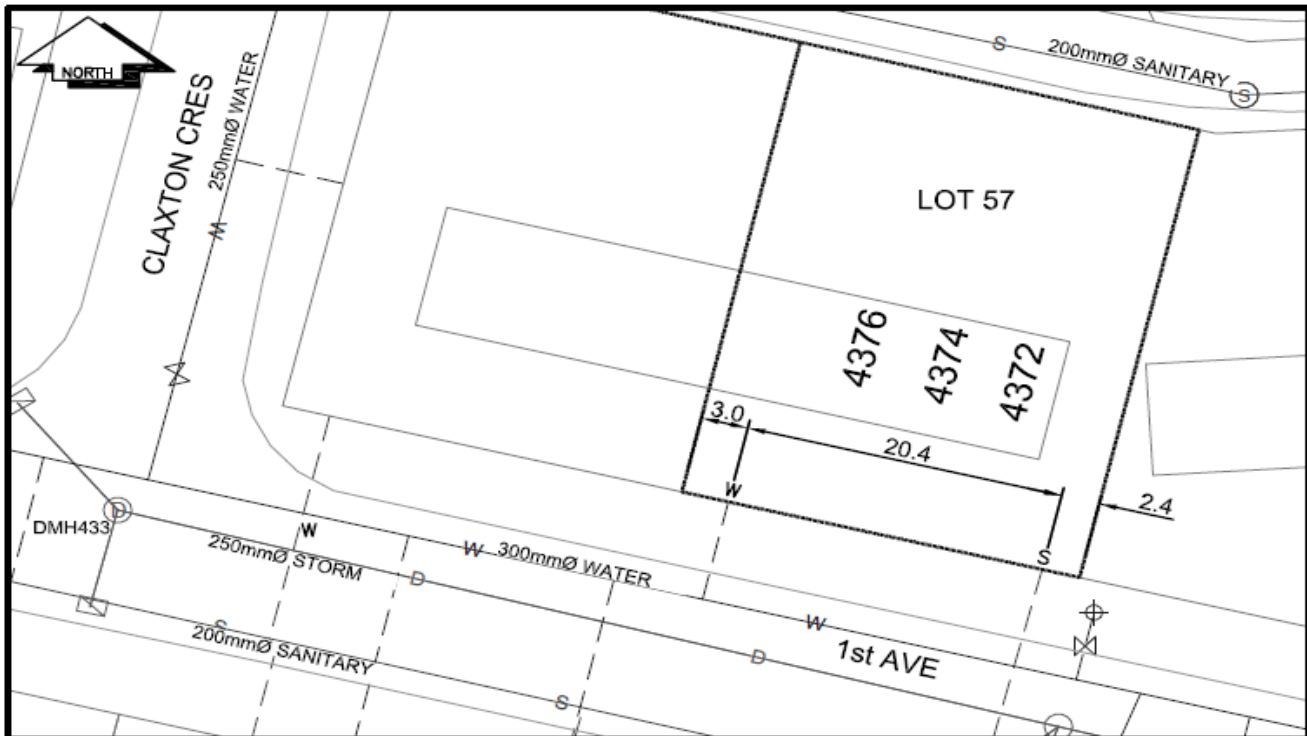 NORTH
CLAXTON CRES
250mmØ WATER
W
S
200mmØ SANITARY
S
LOT 57
4376
4374
4372
3.0
20.4
2.4
W
S
DMH433
D
W
250mmØ STORM
D
W
300mmØ WATER
W
1st AVE
D
S
200mmØ SANITARY
S